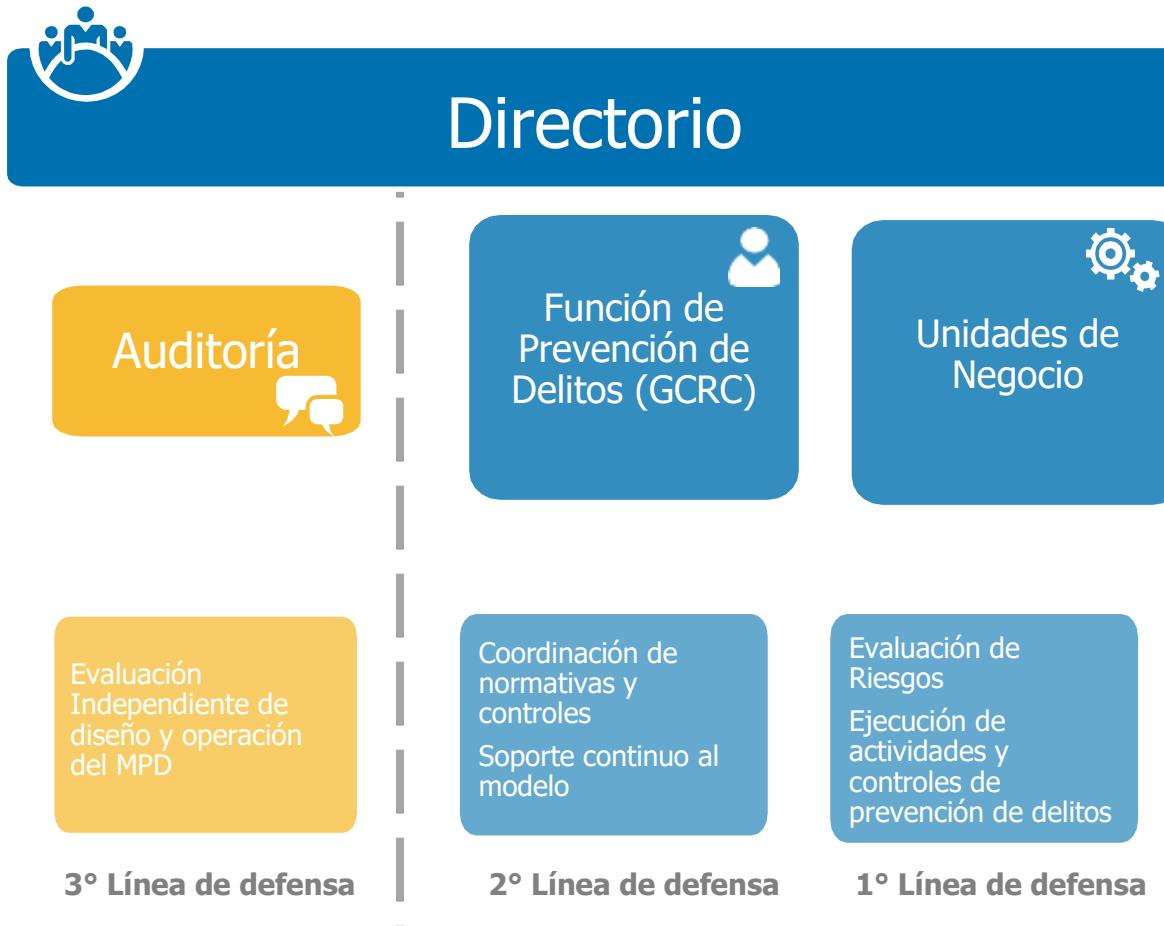 Directorio
Auditoría
Función de
Prevención de
Delitos (GCRC)
Unidades de
Negocio
Evaluación
Independiente de
diseño y operación
del MPD
Coordinación de
normativas y
controles
Soporte continuo al
modelo
Evaluación de
Riesgos
Ejecución de
actividades y
controles de
prevención de delitos
3° Línea de defensa
2° Línea de defensa
1° Línea de defensa